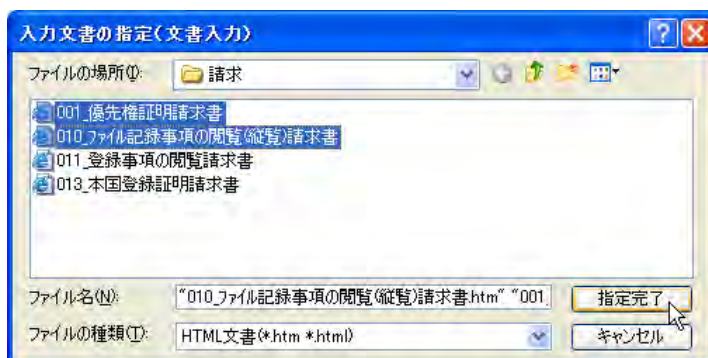 入力文書の指定(文書入力)
ファイルの場所(I): 請求
001_優先権証明請求書
010_ファイル記録事項の閲覧(縦覧)請求書
011_登録事項の閲覧請求書
013_本国登録証明請求書
ファイル名(N): "010_ファイル記録事項の閲覧(縦覧)請求書.htm" "001_ 指定完了
ファイルの種類(T): HTML文書(*.htm *.html) キャンセル